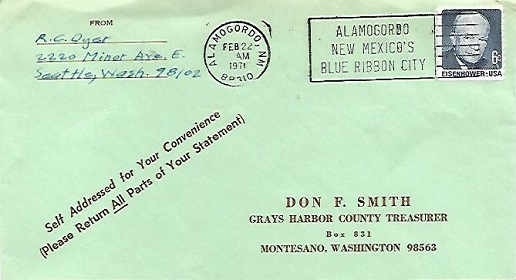 FROM
R.C. Oyer
2220 Minor Ave. E.
Seattle, Wash. 98102
ALAMOGORDO, NM
FEB 22
AM
1971
88310
ALAMOGORDO
NEW MEXICO'S
BLUE RIBBON CITY
6¢
EISENHOWER·USA
Self Addressed for Your Convenience
(Please Return All Parts of Your Statement)
DON F. SMITH
GRAYS HARBOR COUNTY TREASURER
Box 831
MONTESANO, WASHINGTON 98563